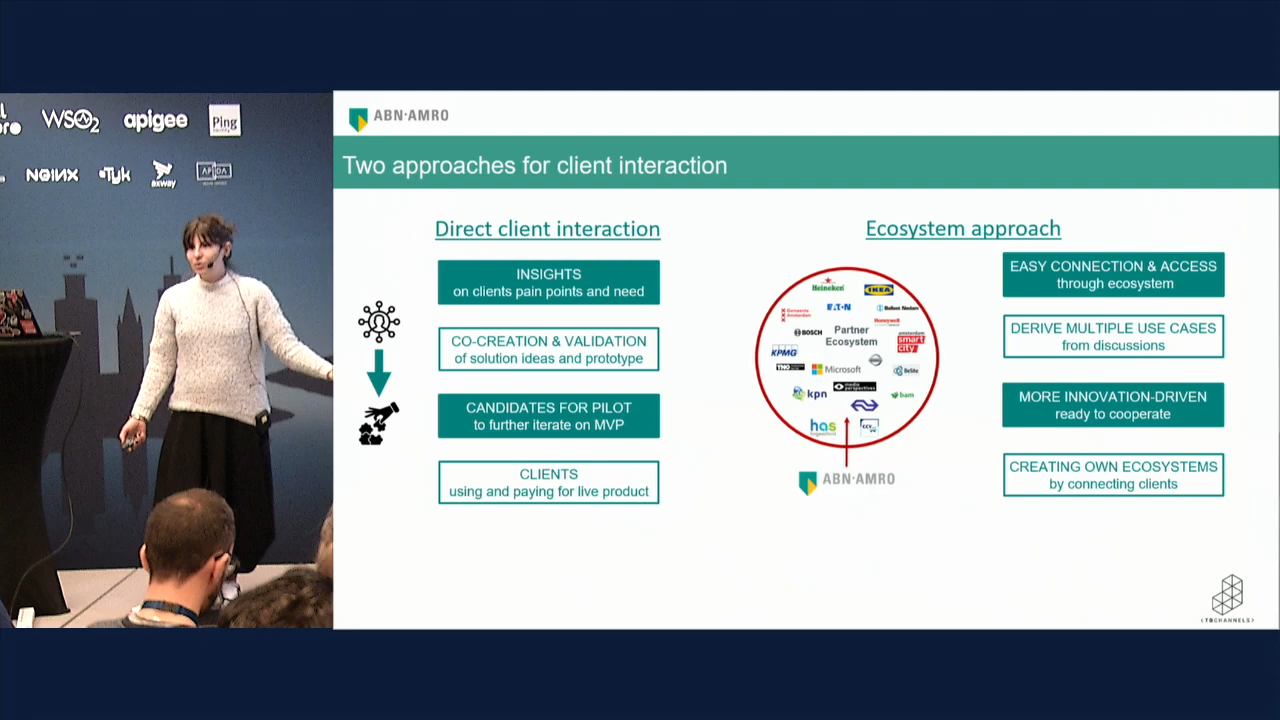 WSO2
apigee
Ping
NGINX
Tyk
axway
ABN·AMRO
Two approaches for client interaction
Direct client interaction
INSIGHTS
on clients pain points and need
CO-CREATION & VALIDATION
of solution ideas and prototype
CANDIDATES FOR PILOT
to further iterate on MVP
CLIENTS
using and paying for live product
Ecosystem approach
Heineken
IKEA
EATON
Gemeente
Amsterdam
Ballast Nedam
Honeywell
BOSCH
Partner
Ecosystem
amsterdam
smart
city
KPMG
TNO
Microsoft
BeSite
kpn
media
perspectives
bam
has
hogeschool
CCV
ABN·AMRO
EASY CONNECTION & ACCESS
through ecosystem
DERIVE MULTIPLE USE CASES
from discussions
MORE INNOVATION-DRIVEN
ready to cooperate
CREATING OWN ECOSYSTEMS
by connecting clients
<TBCHANNELS>